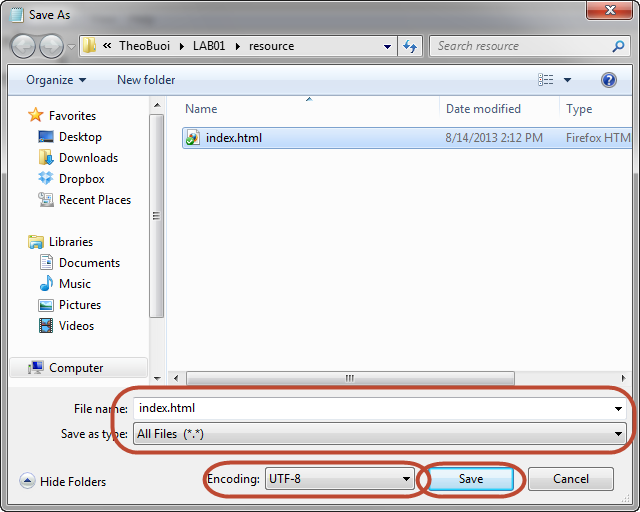 Save As
« TheoBuoi LAB01 resource Search resource
Organize New folder
Name Date modified Type
Favorites
Desktop
Downloads
Dropbox
Recent Places
Libraries
Documents
Music
Pictures
Videos
Computer
index.html 8/14/2013 2:12 PM Firefox HTM
File name: index.html
Save as type: All Files (*.*)
Hide Folders Encoding: UTF-8 Save Cancel